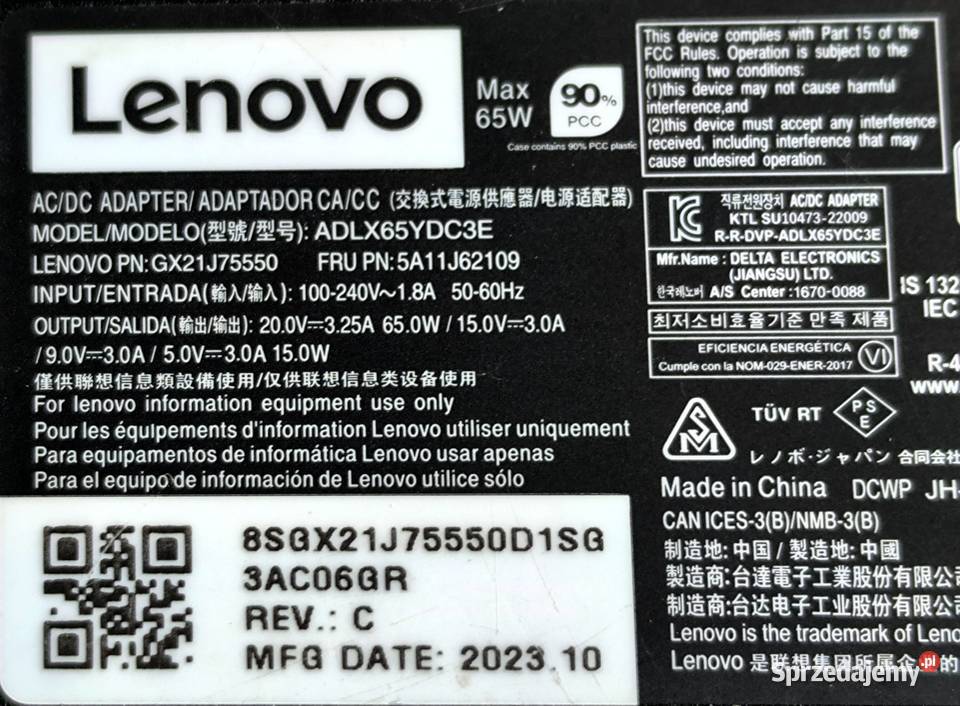 Lenovo
Max
65W
90%
PCC
Case contains 90% PCC plastic
This device complies with Part 15 of the
FCC Rules. Operation is subject to the
following two conditions:
(1)this device may not cause harmful
interference,and
(2)this device must accept any interference
received, including interference that may
cause undesired operation.
AC/DC ADAPTER/ ADAPTADOR CA/CC (交換式電源供應器/电源适配器)
MODEL/MODELO(型號/型号): ADLX65YDC3E
LENOVO PN:GX21J75550 FRU PN:5A11J62109
INPUT/ENTRADA(輸入/输入): 100-240V～1.8A 50-60Hz
OUTPUT/SALIDA(輸出/输出): 20.0V⎓3.25A 65.0W / 15.0V⎓3.0A
/ 9.0V⎓3.0A / 5.0V⎓3.0A 15.0W
僅供聯想信息類設備使用/仅供联想信息类设备使用
For lenovo information equipment use only
Pour les équipements d'information Lenovo utiliser uniquement
Para equipamentos de informática Lenovo usar apenas
Para el equipo de información de Lenovo utilice sólo
직류전원장치 AC/DC ADAPTER
KTL SU10473-22009
R-R-DVP-ADLX65YDC3E
Mfr.Name : DELTA ELECTRONICS
(JIANGSU) LTD.
한국레노버 A/S Center :1670-0088
최저소비효율기준 만족 제품
EFICIENCIA ENERGÉTICA
Cumple con la NOM-029-ENER-2017
VI
IS 132
IEC
R-4
www.
TÜV RT
PS
E
レノボ・ジャパン 合同会社
Made in China DCWP JH-
CAN ICES-3(B)/NMB-3(B)
制造地: 中国 / 製造地: 中國
製造商:台達電子工業股份有限公司
制造商:台达电子工业股份有限公司
Lenovo is the trademark of Leno
Lenovo 是联想集团所属企的
8SGX21J75550D1SG
3AC06GR
REV.: C
MFG DATE: 2023.10
Sprzedajemy.pl